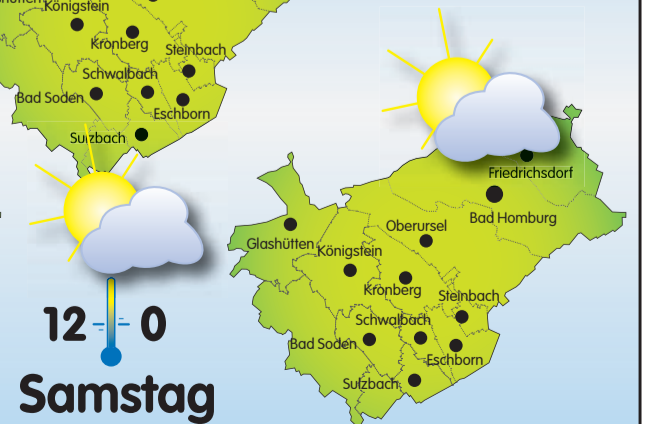 Königstein
Kronberg
Steinbach
Schwalbach
Bad Soden
Eschborn
Sulzbach
12 0
Samstag
Friedrichsdorf
Bad Homburg
Oberursel
Glashütten
Königstein
Kronberg
Steinbach
Schwalbach
Bad Soden
Eschborn
Sulzbach